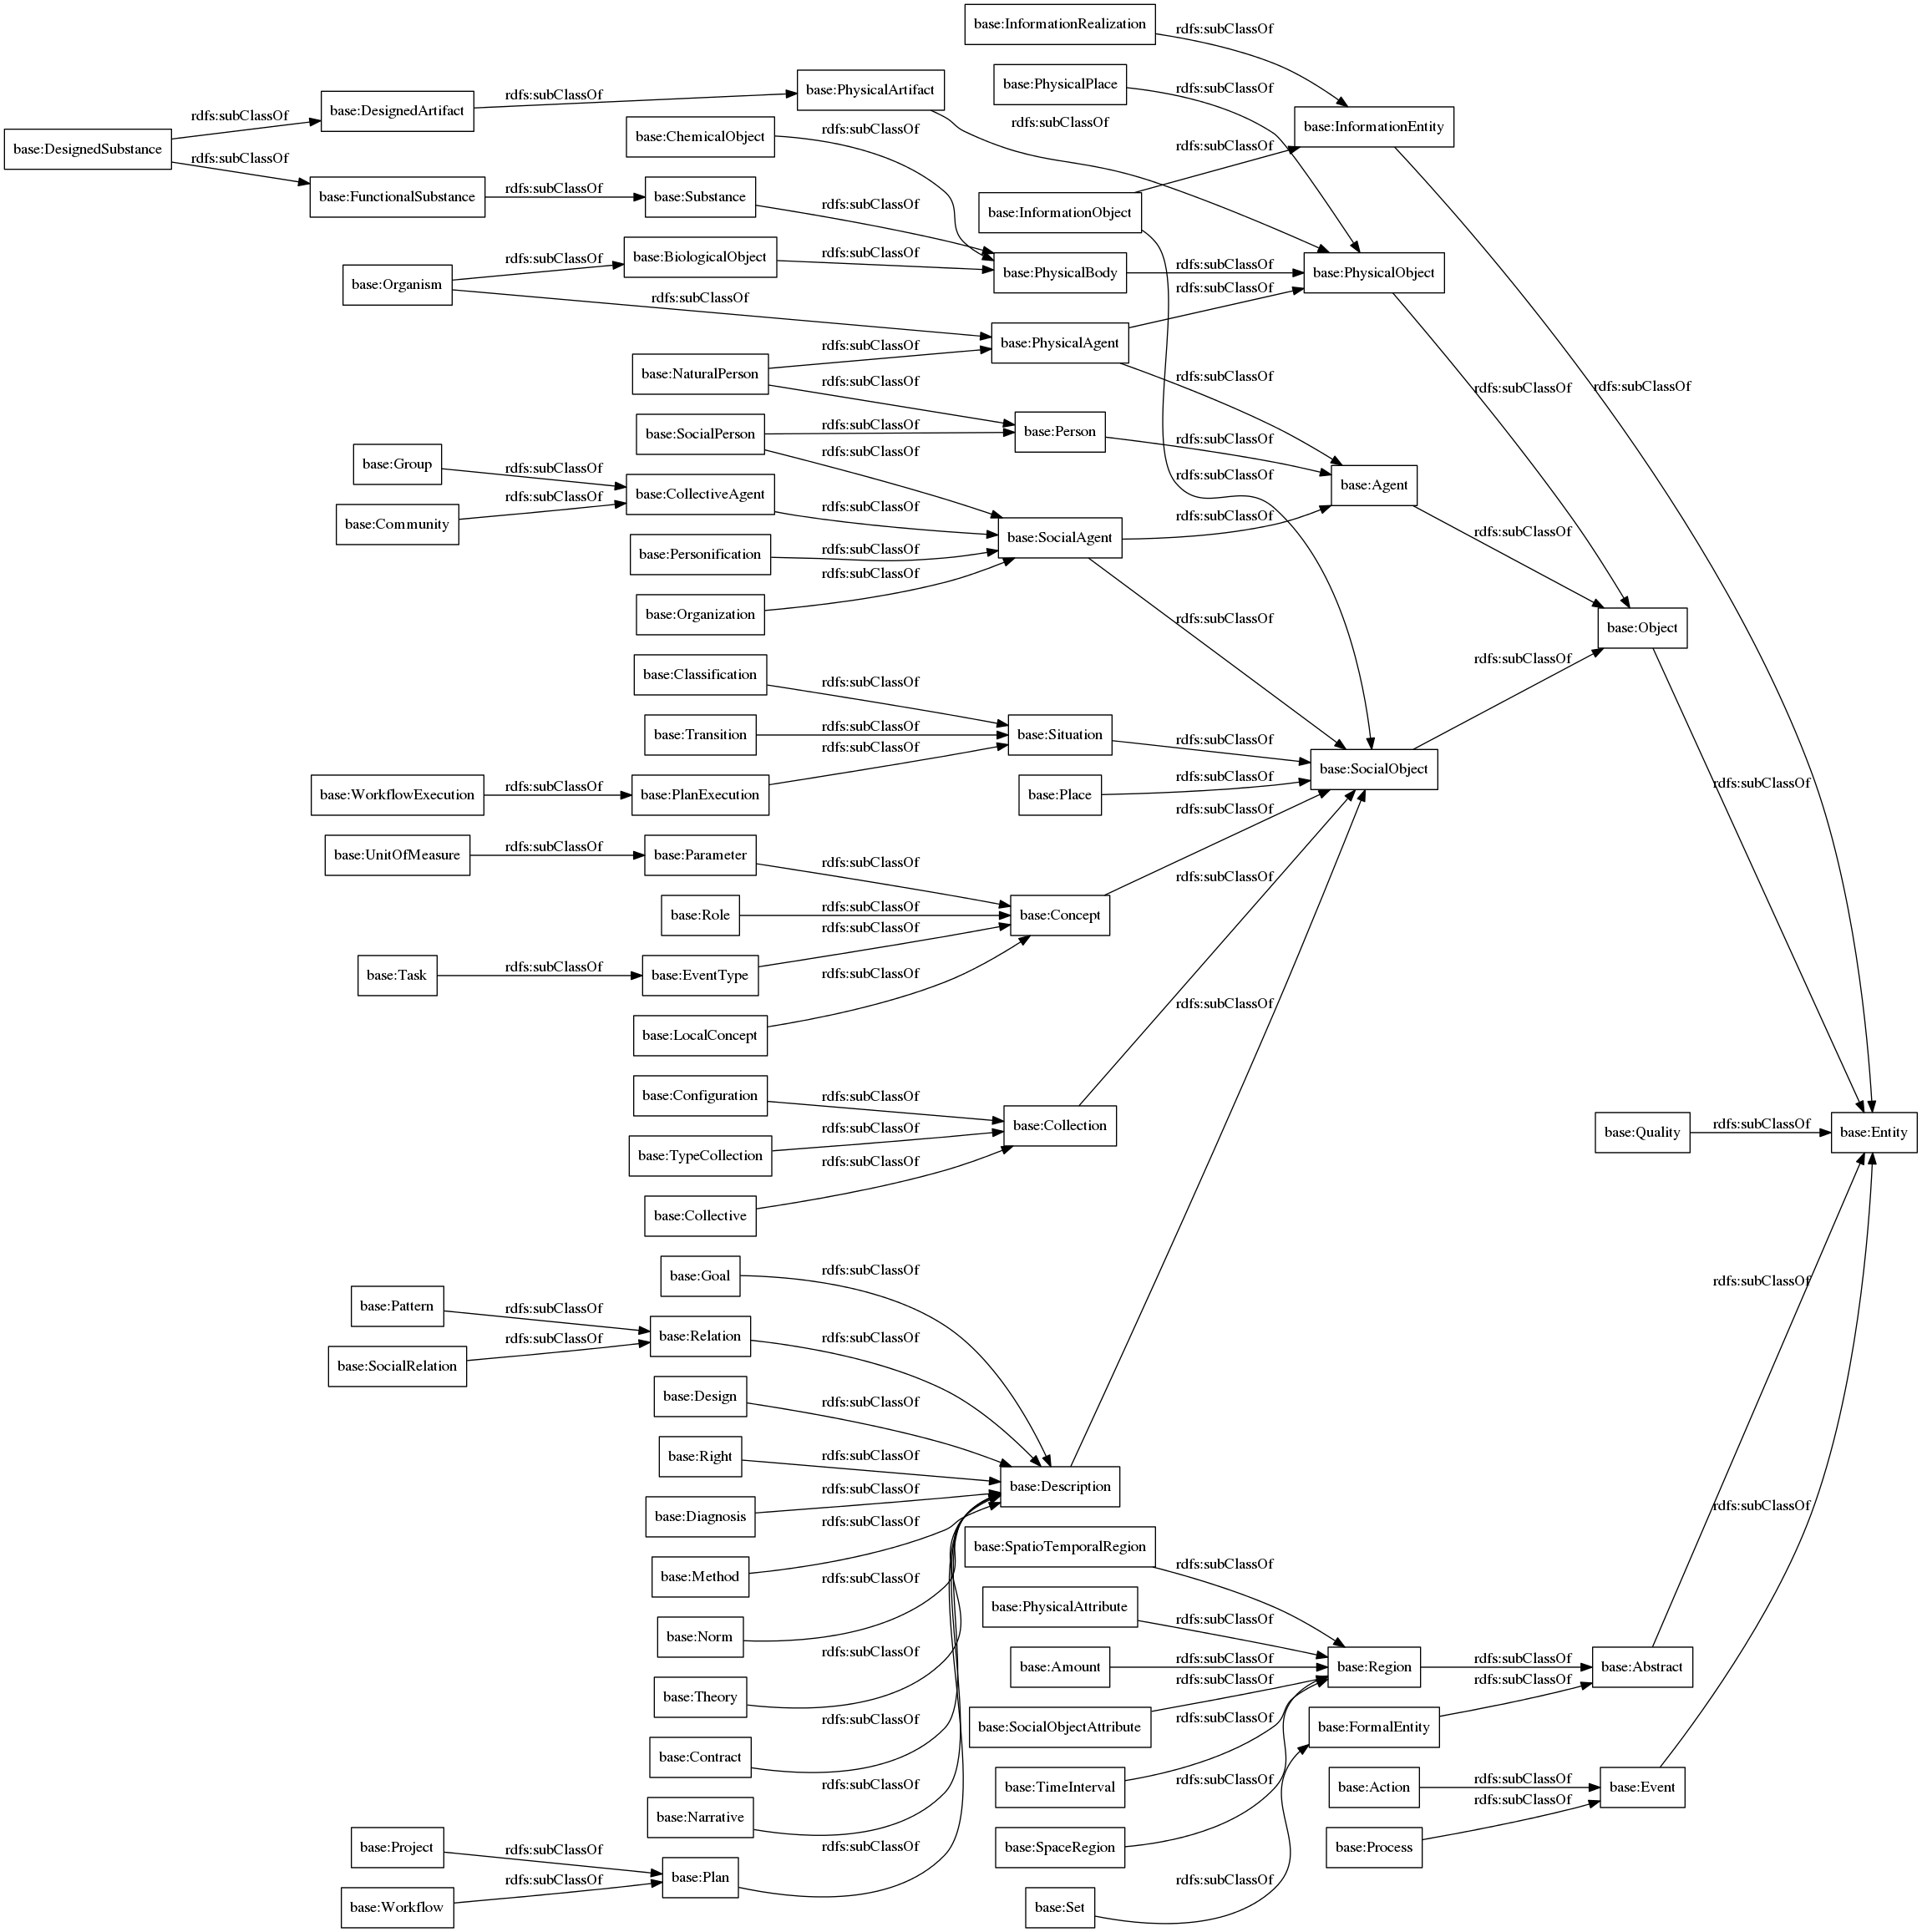 base:InformationRealization
rdfs:subClassOf
base:PhysicalPlace
rdfs:subClassOf
base:PhysicalArtifact
rdfs:subClassOf
base:DesignedArtifact
rdfs:subClassOf
base:DesignedSubstance
rdfs:subClassOf
rdfs:subClassOf
base:ChemicalObject
rdfs:subClassOf
rdfs:subClassOf
base:InformationEntity
rdfs:subClassOf
base:FunctionalSubstance
rdfs:subClassOf
base:Substance
rdfs:subClassOf
base:InformationObject
base:Organism
rdfs:subClassOf
base:BiologicalObject
rdfs:subClassOf
base:PhysicalBody
rdfs:subClassOf
base:PhysicalObject
rdfs:subClassOf
rdfs:subClassOf
base:PhysicalAgent
base:NaturalPerson
rdfs:subClassOf
rdfs:subClassOf
rdfs:subClassOf
rdfs:subClassOf
rdfs:subClassOf
base:SocialPerson
rdfs:subClassOf
base:Person
rdfs:subClassOf
rdfs:subClassOf
base:Group
rdfs:subClassOf
rdfs:subClassOf
base:Agent
base:CollectiveAgent
rdfs:subClassOf
base:Community
rdfs:subClassOf
base:SocialAgent
rdfs:subClassOf
rdfs:subClassOf
base:Personification
rdfs:subClassOf
rdfs:subClassOf
base:Organization
rdfs:subClassOf
base:Object
rdfs:subClassOf
base:Classification
rdfs:subClassOf
base:Transition
rdfs:subClassOf
base:Situation
rdfs:subClassOf
rdfs:subClassOf
base:SocialObject
rdfs:subClassOf
base:WorkflowExecution
rdfs:subClassOf
base:PlanExecution
base:Place
rdfs:subClassOf
rdfs:subClassOf
base:UnitOfMeasure
rdfs:subClassOf
base:Parameter
rdfs:subClassOf
rdfs:subClassOf
base:Role
rdfs:subClassOf
base:Concept
rdfs:subClassOf
base:Task
rdfs:subClassOf
base:EventType
rdfs:subClassOf
rdfs:subClassOf
base:LocalConcept
base:Configuration
rdfs:subClassOf
base:Collection
base:Quality
rdfs:subClassOf
base:Entity
base:TypeCollection
rdfs:subClassOf
rdfs:subClassOf
base:Collective
base:Goal
rdfs:subClassOf
rdfs:subClassOf
base:Pattern
rdfs:subClassOf
base:Relation
rdfs:subClassOf
base:SocialRelation
rdfs:subClassOf
base:Design
rdfs:subClassOf
base:Right
rdfs:subClassOf
base:Description
rdfs:subClassOf
base:Diagnosis
rdfs:subClassOf
rdfs:subClassOf
base:SpatioTemporalRegion
rdfs:subClassOf
base:Method
rdfs:subClassOf
base:PhysicalAttribute
rdfs:subClassOf
base:Norm
rdfs:subClassOf
base:Amount
rdfs:subClassOf
base:Region
rdfs:subClassOf
base:Abstract
base:Theory
rdfs:subClassOf
rdfs:subClassOf
base:SocialObjectAttribute
rdfs:subClassOf
base:FormalEntity
rdfs:subClassOf
base:Contract
rdfs:subClassOf
base:TimeInterval
rdfs:subClassOf
base:Action
rdfs:subClassOf
base:Event
rdfs:subClassOf
base:Narrative
base:Project
rdfs:subClassOf
rdfs:subClassOf
base:SpaceRegion
base:Process
base:Plan
rdfs:subClassOf
base:Workflow
rdfs:subClassOf
base:Set